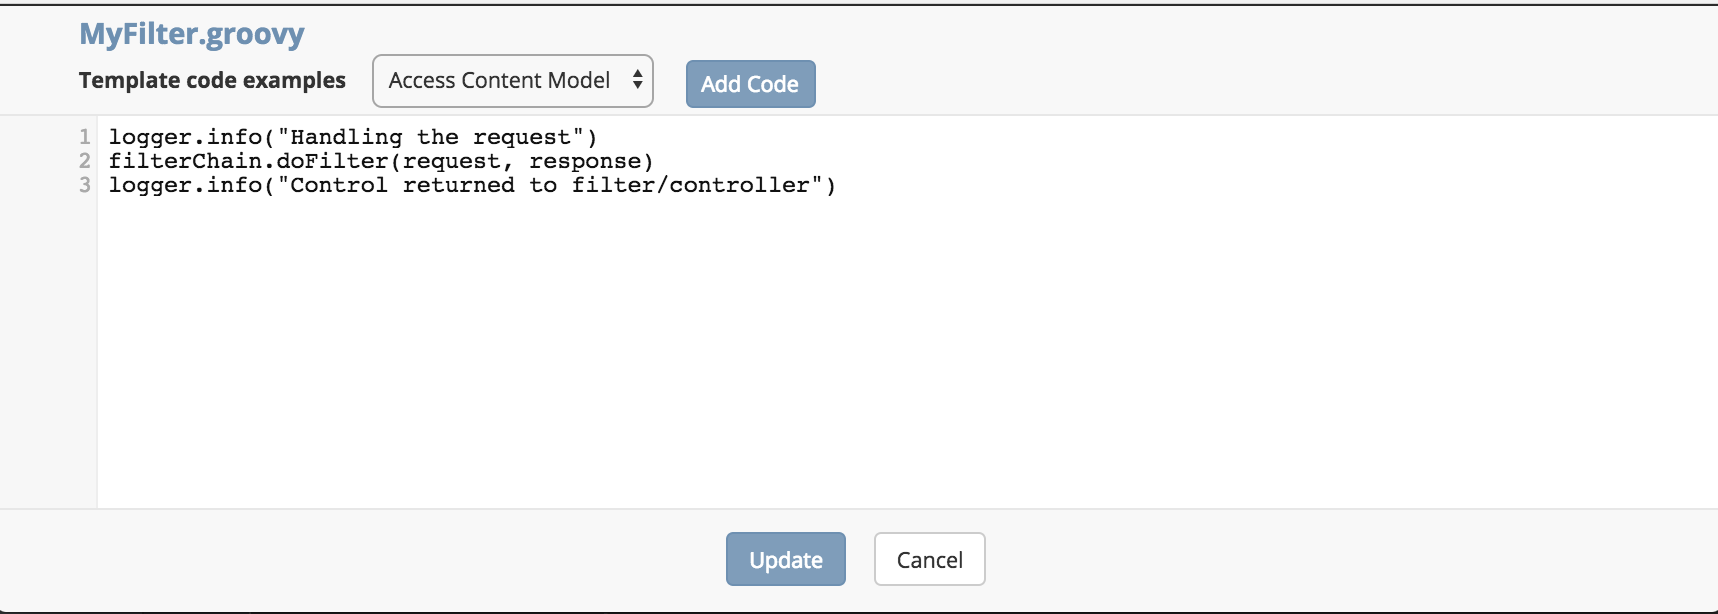 MyFilter.groovy
Template code examples Access Content Model Add Code
1 logger.info("Handling the request")
2 filterChain.doFilter(request, response)
3 logger.info("Control returned to filter/controller")
Update Cancel